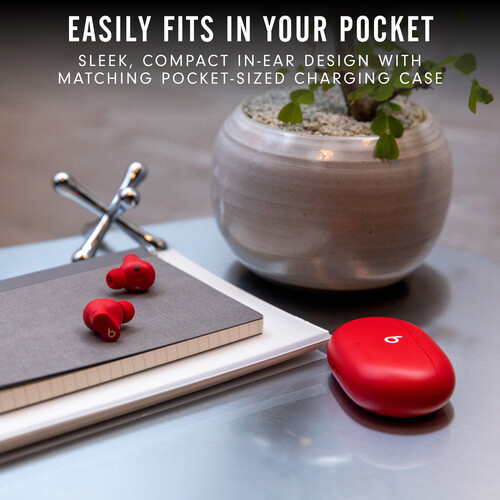 EASILY FITS IN YOUR POCKET
SLEEK, COMPACT IN-EAR DESIGN WITH
MATCHING POCKET-SIZED CHARGING CASE
b
b